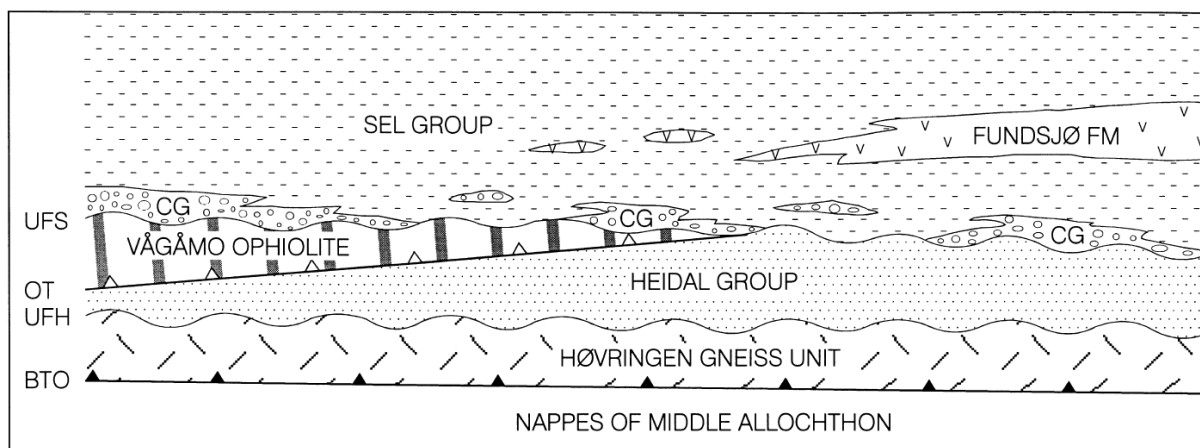 SEL GROUP
FUNDSJØ FM
CG
CG
UFS
CG
VÅGÅMO OPHIOLITE
HEIDAL GROUP
OT
UFH
HØVRINGEN GNEISS UNIT
BTO
NAPPES OF MIDDLE ALLOCHTHON